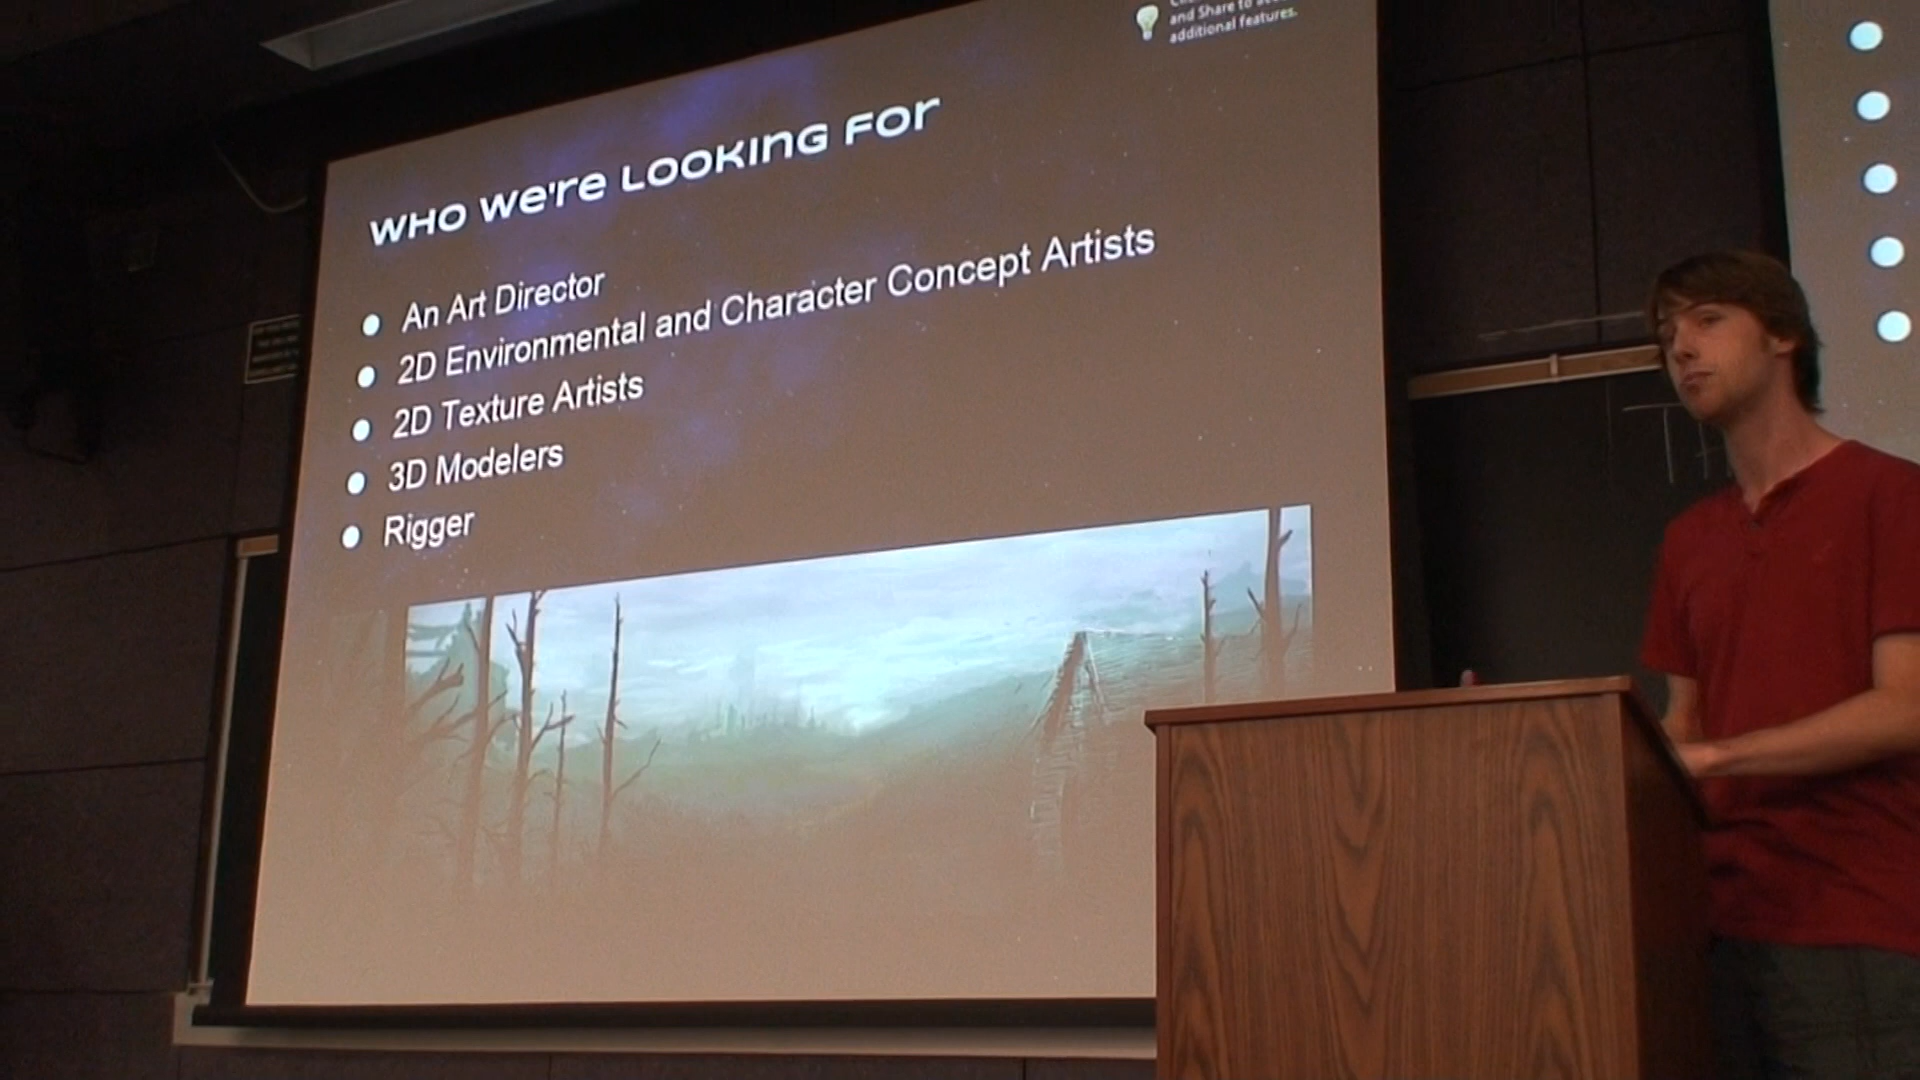 and Share to
additional features.
WHO WE'RE LOOKING FOR
An Art Director
2D Environmental and Character Concept Artists
2D Texture Artists
3D Modelers
Rigger